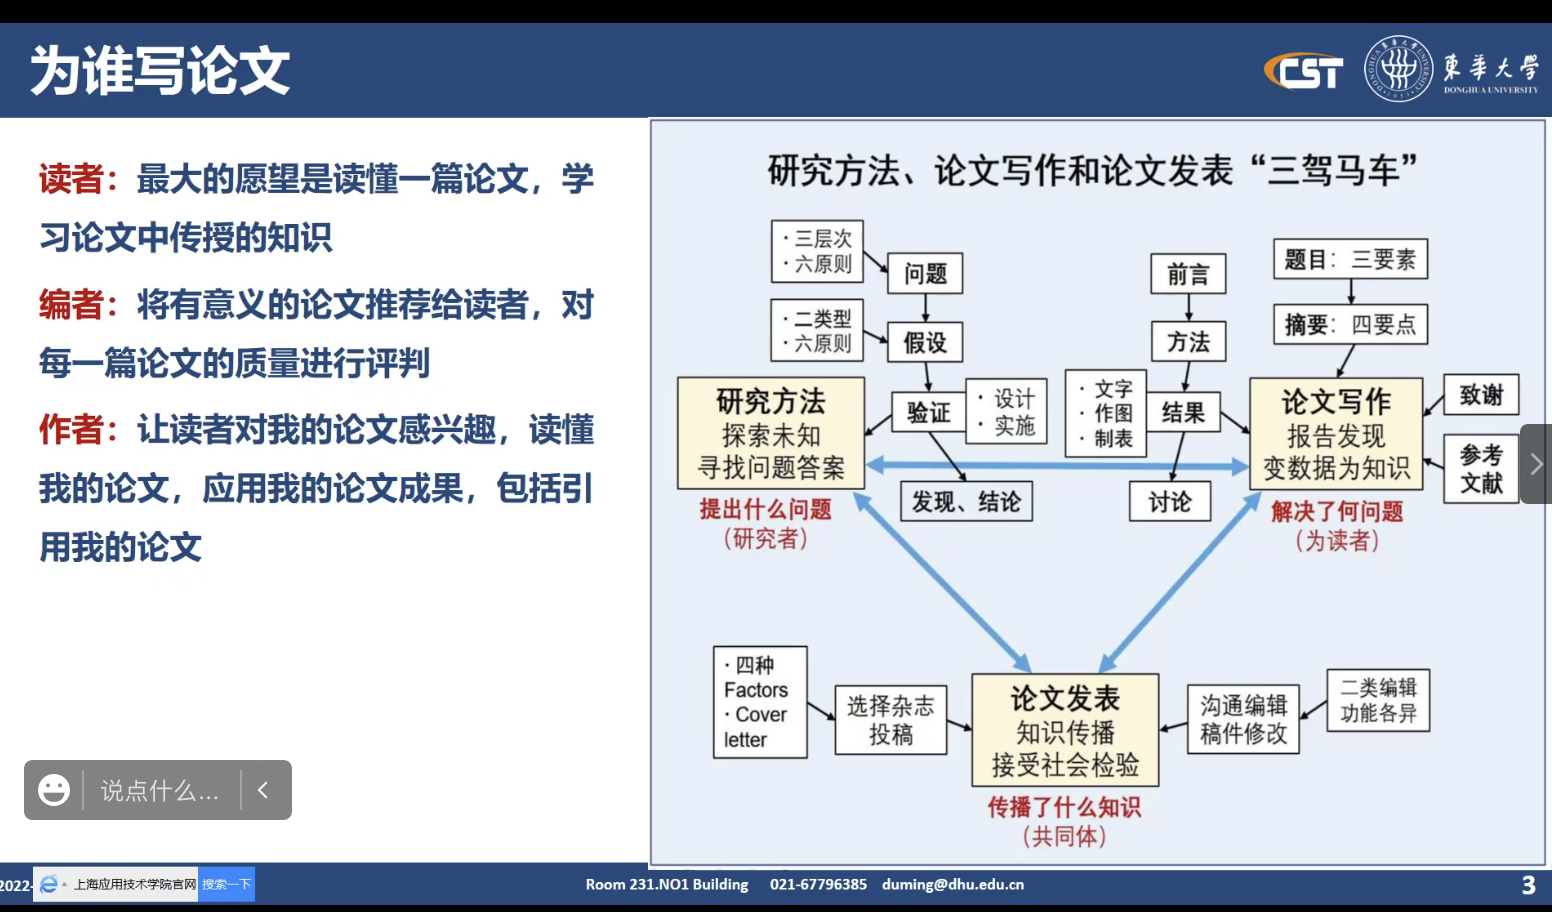 为谁写论文
CST
DONGHUA UNIVERSITY
東華大學
DONGHUA UNIVERSITY
读者：最大的愿望是读懂一篇论文，学
习论文中传授的知识
编者：将有意义的论文推荐给读者，对
每一篇论文的质量进行评判
作者：让读者对我的论文感兴趣，读懂
我的论文，应用我的论文成果，包括引
用我的论文
研究方法、论文写作和论文发表“三驾马车”
· 三层次
· 六原则
问题
· 二类型
· 六原则
假设
验证
· 设计
· 实施
发现、结论
研究方法
探索未知
寻找问题答案
提出什么问题
（研究者）
前言
方法
· 文字
· 作图
· 制表
结果
讨论
题目：三要素
摘要：四要点
论文写作
报告发现
变数据为知识
致谢
参考
文献
解决了何问题
（为读者）
· 四种
Factors
· Cover
letter
选择杂志
投稿
论文发表
知识传播
接受社会检验
沟通编辑
稿件修改
二类编辑
功能各异
传播了什么知识
（共同体）
说点什么...
2022-
上海应用技术学院官网
搜索一下
Room 231.NO1 Building 021-67796385 duming@dhu.edu.cn
3